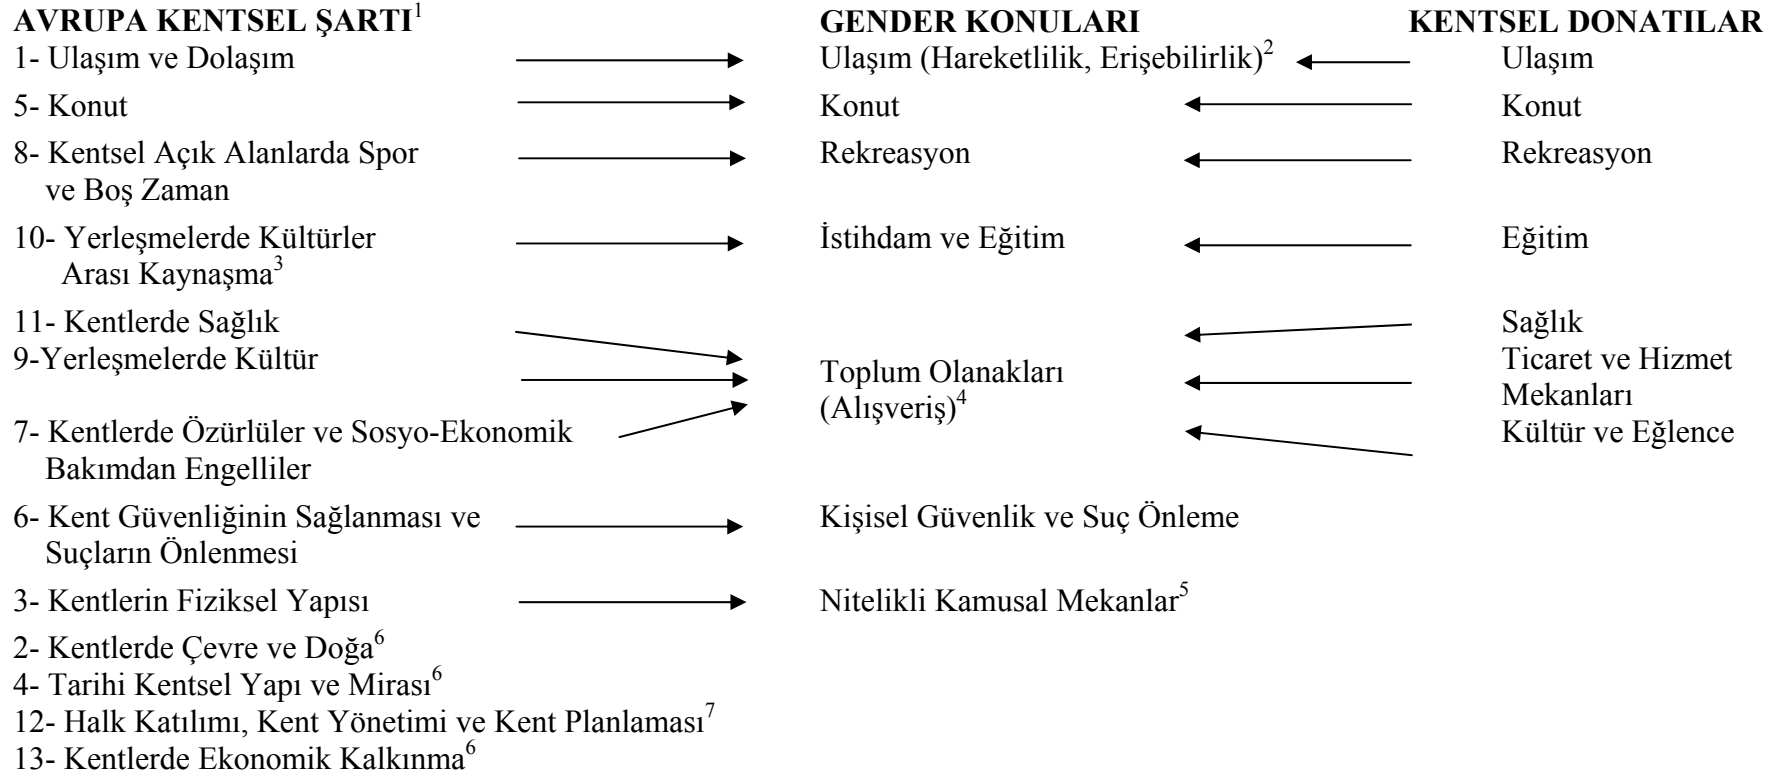 AVRUPA KENTSEL ŞARTI¹ GENDER KONULARI KENTSEL DONATILAR
1- Ulaşım ve Dolaşım Ulaşım (Hareketlilik, Erişebilirlik)² Ulaşım
5- Konut Konut Konut
8- Kentsel Açık Alanlarda Spor Rekreasyon Rekreasyon
ve Boş Zaman
10- Yerleşmelerde Kültürler İstihdam ve Eğitim Eğitim
Arası Kaynaşma³
11- Kentlerde Sağlık Sağlık
9-Yerleşmelerde Kültür Ticaret ve Hizmet
Toplum Olanakları Mekanları
(Alışveriş)⁴
7- Kentlerde Özürlüler ve Sosyo-Ekonomik Kültür ve Eğlence
Bakımdan Engelliler
6- Kent Güvenliğinin Sağlanması ve Kişisel Güvenlik ve Suç Önleme
Suçların Önlenmesi
3- Kentlerin Fiziksel Yapısı Nitelikli Kamusal Mekanlar⁵
2- Kentlerde Çevre ve Doğa⁶
4- Tarihi Kentsel Yapı ve Mirası⁶
12- Halk Katılımı, Kent Yönetimi ve Kent Planlaması⁷
13- Kentlerde Ekonomik Kalkınma⁶